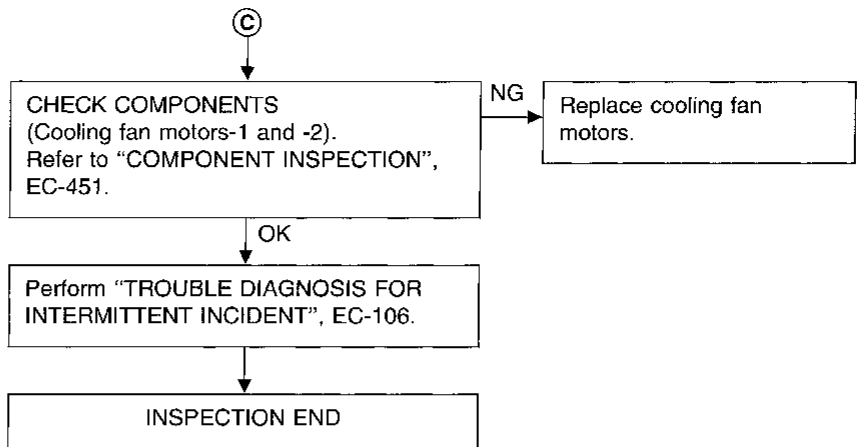 C
CHECK COMPONENTS
(Cooling fan motors-1 and -2).
Refer to “COMPONENT INSPECTION”,
EC-451.
NG
Replace cooling fan
motors.
OK
Perform “TROUBLE DIAGNOSIS FOR
INTERMITTENT INCIDENT”, EC-106.
INSPECTION END